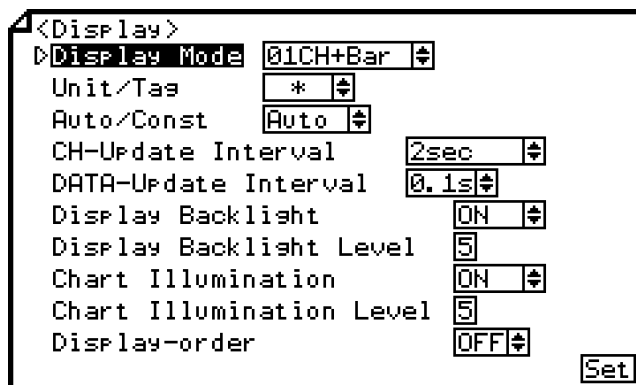 <Display>
Display Mode 01CH+Bar
Unit/Tag *
Auto/Const Auto
CH-Update Interval 2sec
DATA-Update Interval 0.1s
Display Backlight ON
Display Backlight Level 5
Chart Illumination ON
Chart Illumination Level 5
Display-order OFF
Set